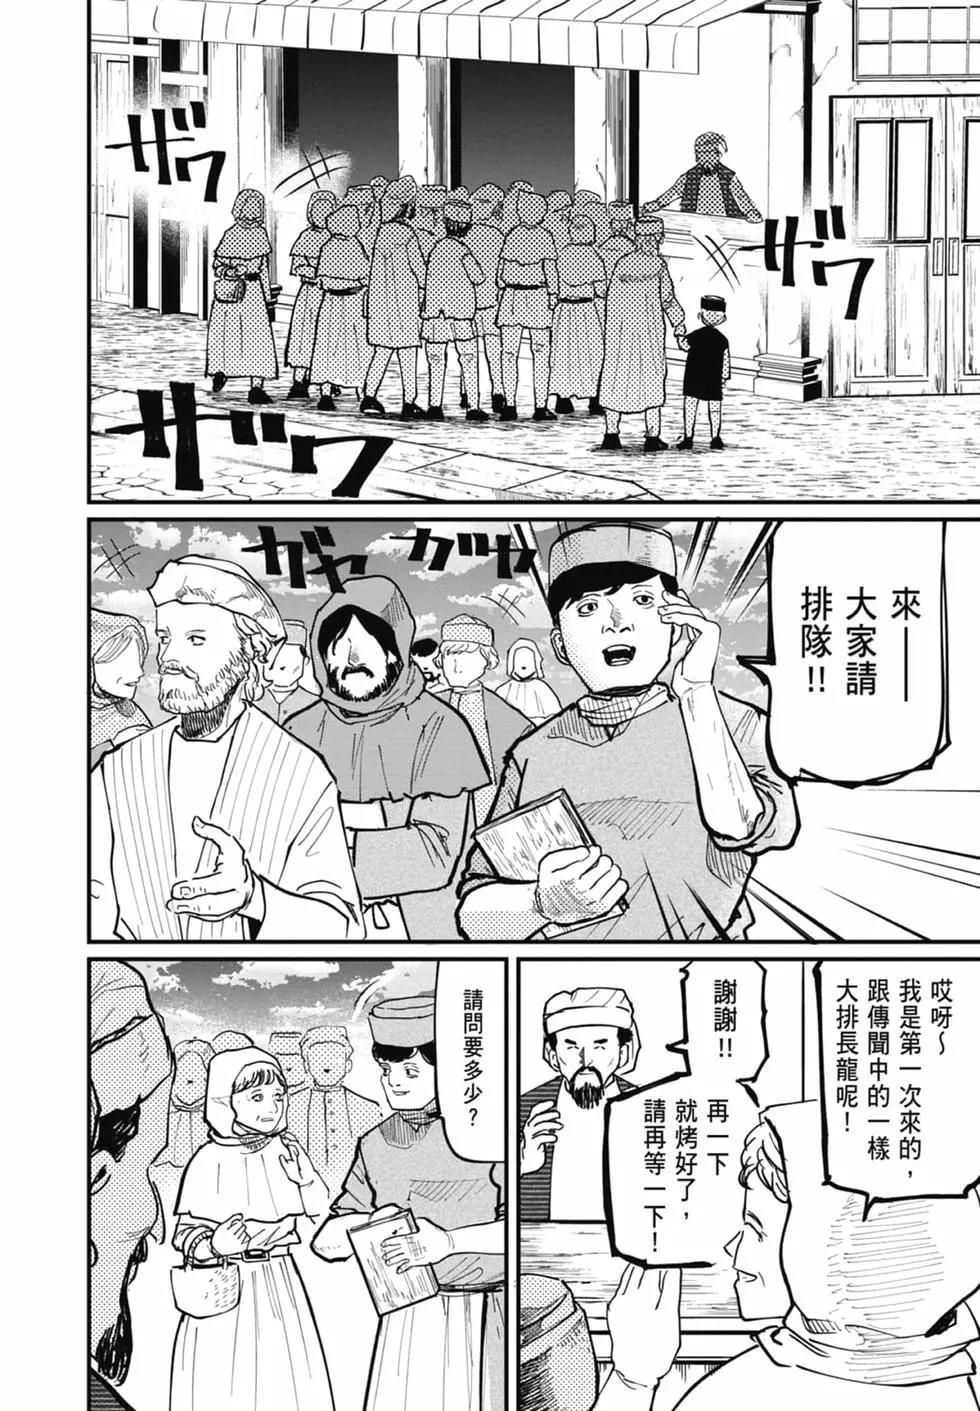 ザワ
ザワ
ザワ
來——
大家請
排隊!!
ガヤ
ガヤ
哎呀～
我是第一次來的，
跟傳聞中的一樣
大排長龍呢！
謝謝!!
再一下
就烤好了，
請再等一下！
請問要多少？